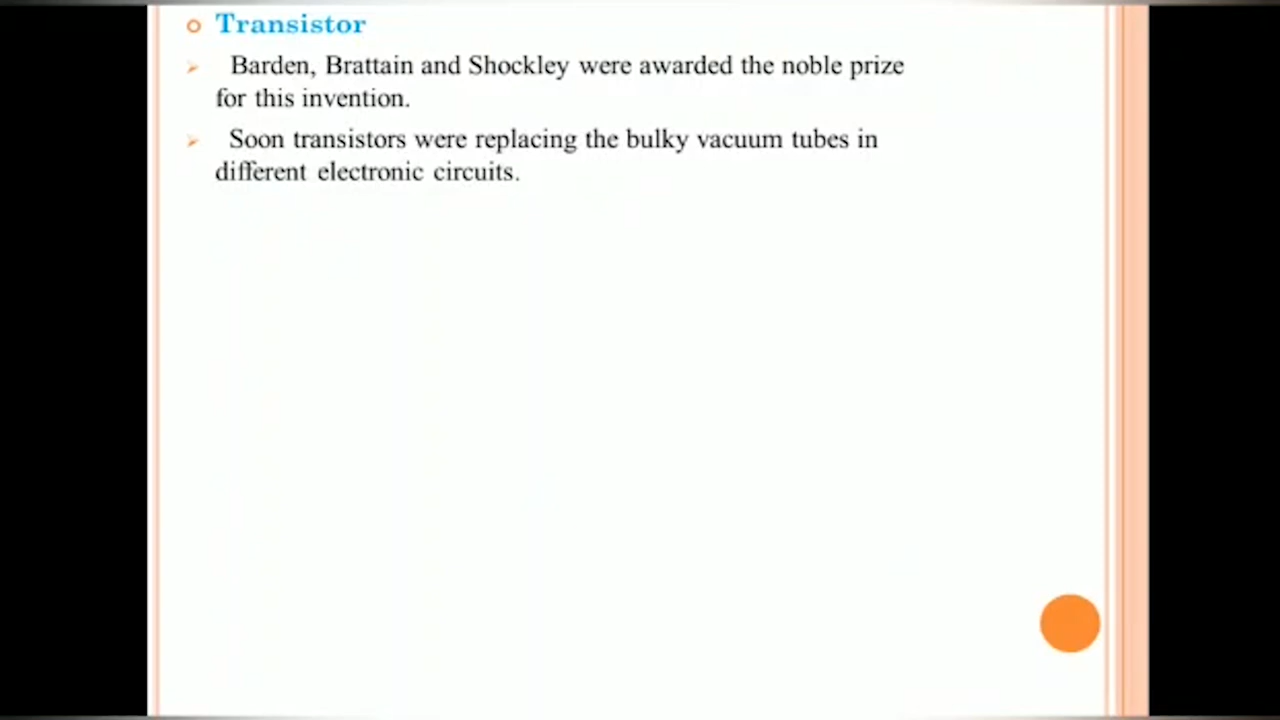 Transistor
Barden, Brattain and Shockley were awarded the noble prize
for this invention.
Soon transistors were replacing the bulky vacuum tubes in
different electronic circuits.